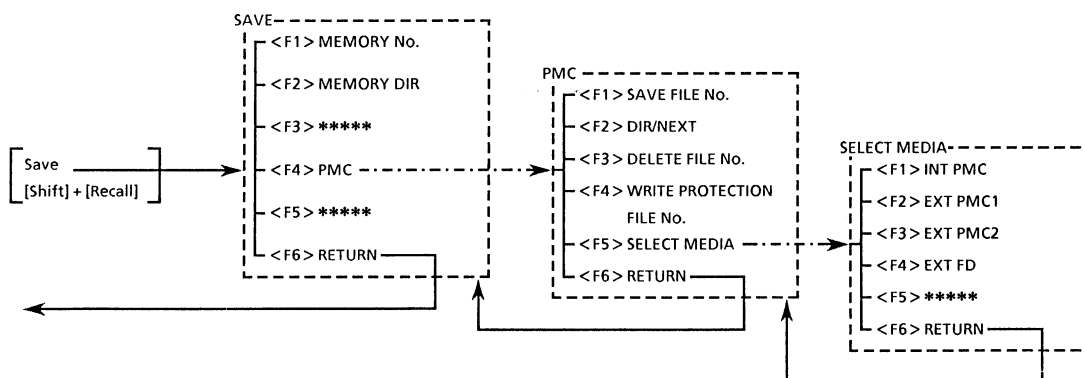 SAVE
<F1> MEMORY No.
<F2> MEMORY DIR
<F3> *****
<F4> PMC
<F5> *****
<F6> RETURN
Save
[Shift] + [Recall]
PMC
<F1> SAVE FILE No.
<F2> DIR/NEXT
<F3> DELETE FILE No.
<F4> WRITE PROTECTION
FILE No.
<F5> SELECT MEDIA
<F6> RETURN
SELECT MEDIA
<F1> INT PMC
<F2> EXT PMC1
<F3> EXT PMC2
<F4> EXT FD
<F5> *****
<F6> RETURN